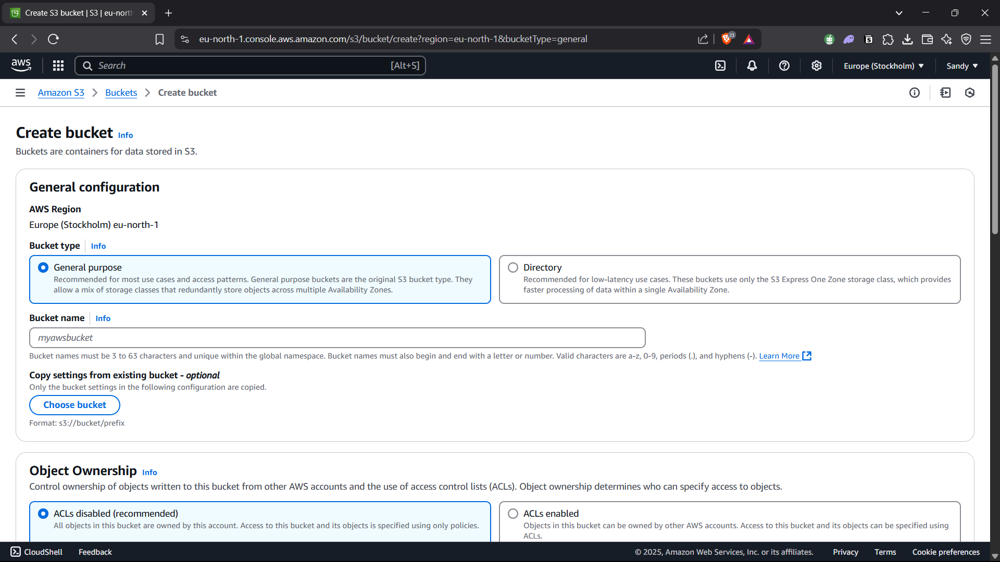 Create S3 bucket | S3 | eu-north
eu-north-1.console.aws.amazon.com/s3/bucket/create?region=eu-north-1&bucketType=general
23
aws
Search
[Alt+S]
Europe (Stockholm)
Sandy
Amazon S3
Buckets
Create bucket
Create bucket
Info
Buckets are containers for data stored in S3.
General configuration
AWS Region
Europe (Stockholm) eu-north-1
Bucket type
Info
General purpose
Recommended for most use cases and access patterns. General purpose buckets are the original S3 bucket type. They
allow a mix of storage classes that redundantly store objects across multiple Availability Zones.
Directory
Recommended for low-latency use cases. These buckets use only the S3 Express One Zone storage class, which provides
faster processing of data within a single Availability Zone.
Bucket name
Info
myawsbucket
Bucket names must be 3 to 63 characters and unique within the global namespace. Bucket names must also begin and end with a letter or number. Valid characters are a-z, 0-9, periods (.), and hyphens (-). Learn More
Copy settings from existing bucket - optional
Only the bucket settings in the following configuration are copied.
Choose bucket
Format: s3://bucket/prefix
Object Ownership
Info
Control ownership of objects written to this bucket from other AWS accounts and the use of access control lists (ACLs). Object ownership determines who can specify access to objects.
ACLs disabled (recommended)
All objects in this bucket are owned by this account. Access to this bucket and its objects is specified using only policies.
ACLs enabled
Objects in this bucket can be owned by other AWS accounts. Access to this bucket and its objects can be specified using
ACLs.
CloudShell
Feedback
© 2025, Amazon Web Services, Inc. or its affiliates.
Privacy
Terms
Cookie preferences